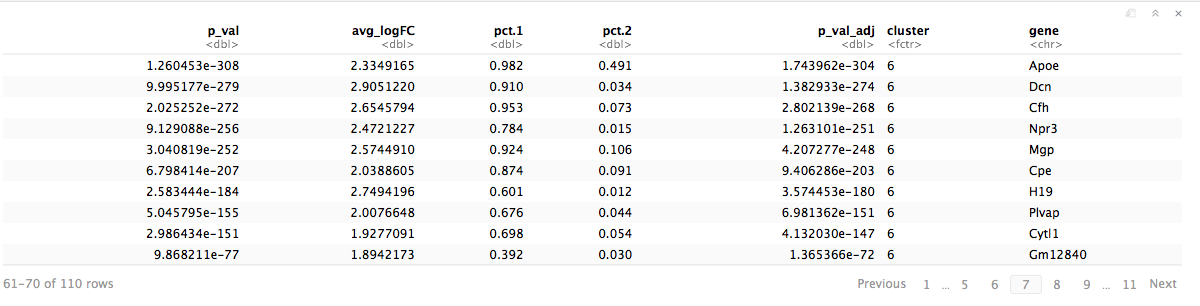 p_val avg_logFC pct.1 pct.2 p_val_adj cluster gene
<dbl> <dbl> <dbl> <dbl> <dbl> <fctr> <chr>
1.260453e-308 2.3349165 0.982 0.491 1.743962e-304 6 Apoe
9.995177e-279 2.9051220 0.910 0.034 1.382933e-274 6 Dcn
2.025252e-272 2.6545794 0.953 0.073 2.802139e-268 6 Cfh
9.129088e-256 2.4721227 0.784 0.015 1.263101e-251 6 Npr3
3.040819e-252 2.5744910 0.924 0.106 4.207277e-248 6 Mgp
6.798414e-207 2.0388605 0.874 0.091 9.406286e-203 6 Cpe
2.583444e-184 2.7494196 0.601 0.012 3.574453e-180 6 H19
5.045795e-155 2.0076648 0.676 0.044 6.981362e-151 6 Plvap
2.986434e-151 1.9277091 0.698 0.054 4.132030e-147 6 Cytl1
9.868211e-77 1.8942173 0.392 0.030 1.365366e-72 6 Gm12840
61-70 of 110 rows Previous 1 ... 5 6 7 8 9 ... 11 Next